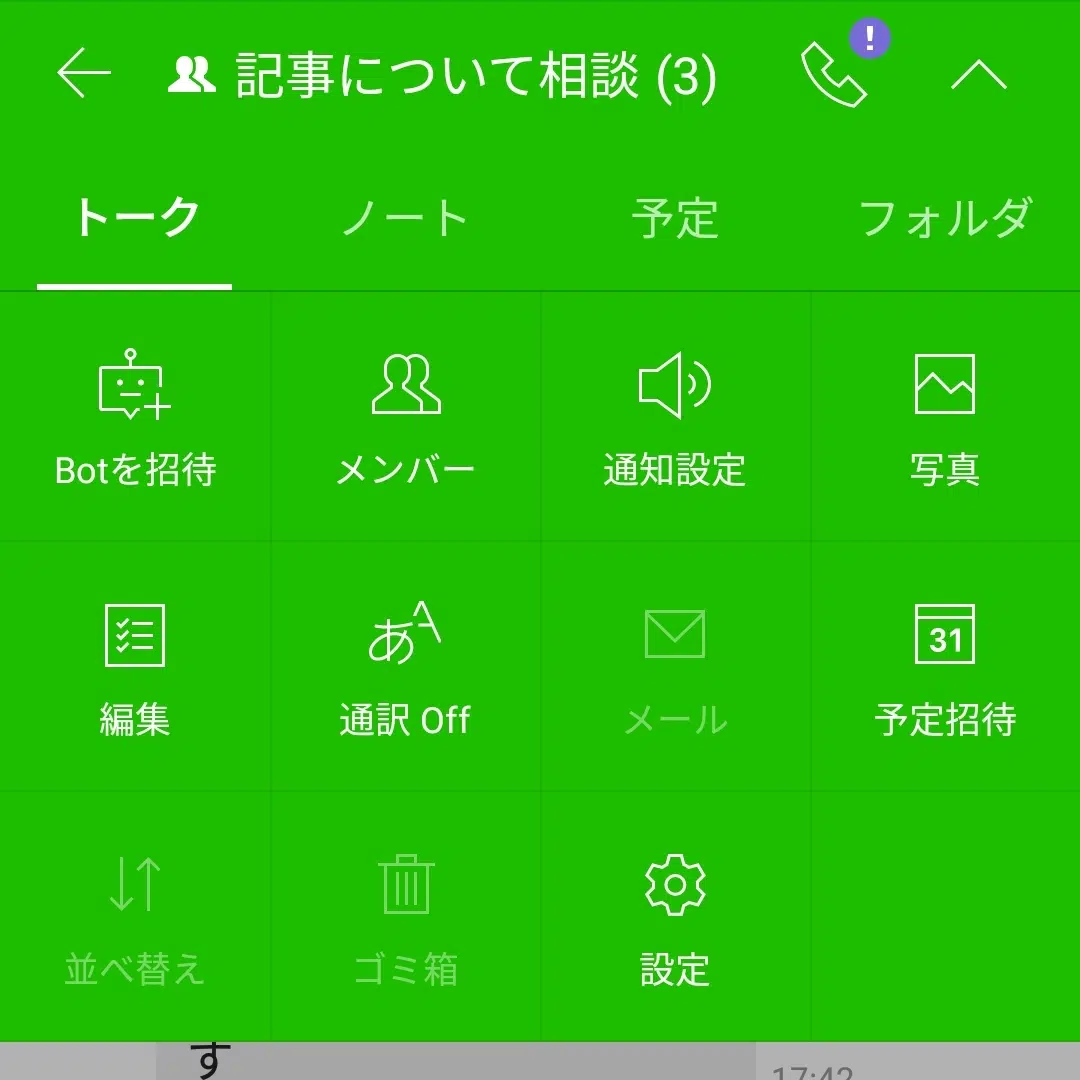 記事について相談 (3)
!
トーク ノート 予定 フォルダ
Botを招待 メンバー 通知設定 写真
あA
31
編集 通訳 Off メール 予定招待
並べ替え ゴミ箱 設定
す
17:42